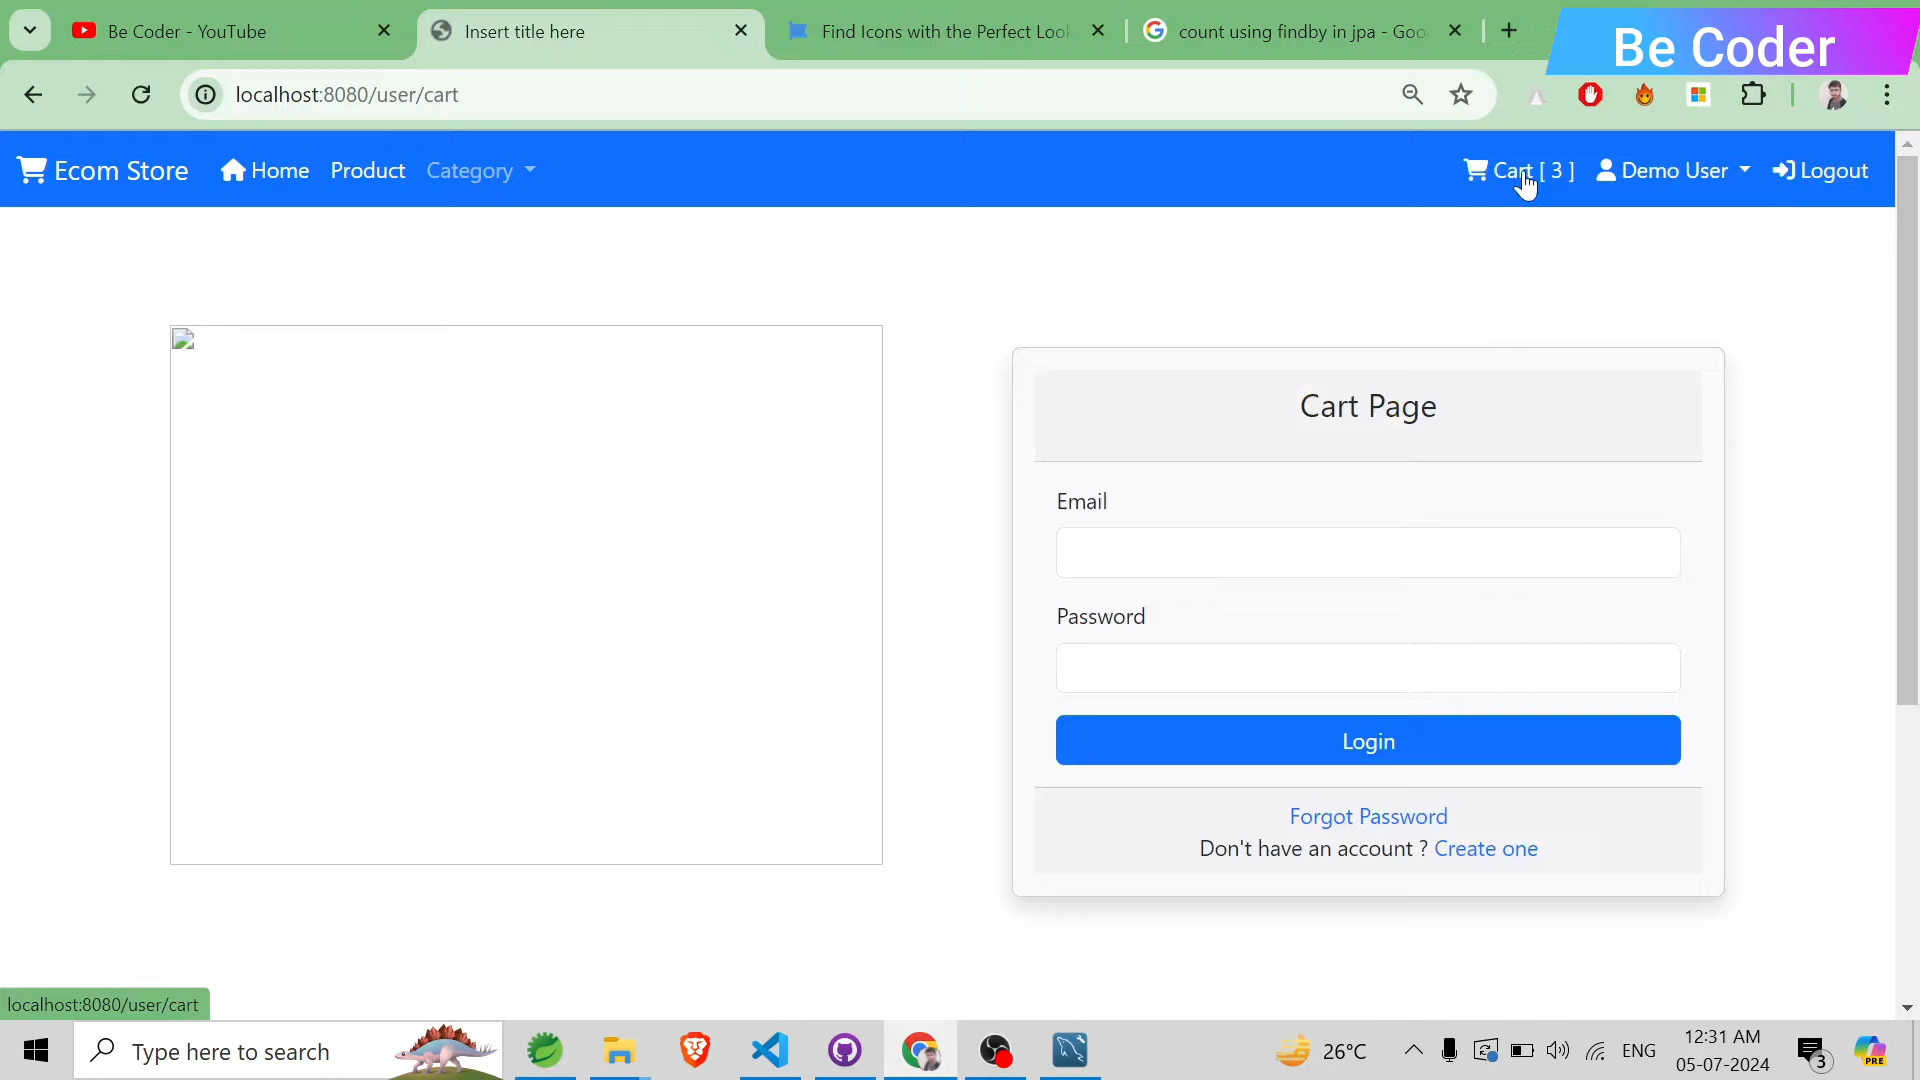 Be Coder - YouTube
Insert title here
Find Icons with the Perfect Look
count using findby in jpa - Goo
Be Coder
localhost:8080/user/cart
Ecom Store
Home
Product
Category
Cart [ 3 ]
Demo User
Logout
Cart Page
Email
Password
Login
Forgot Password
Don't have an account ? Create one
localhost:8080/user/cart
Type here to search
26°C
ENG
12:31 AM
05-07-2024
3
PRE